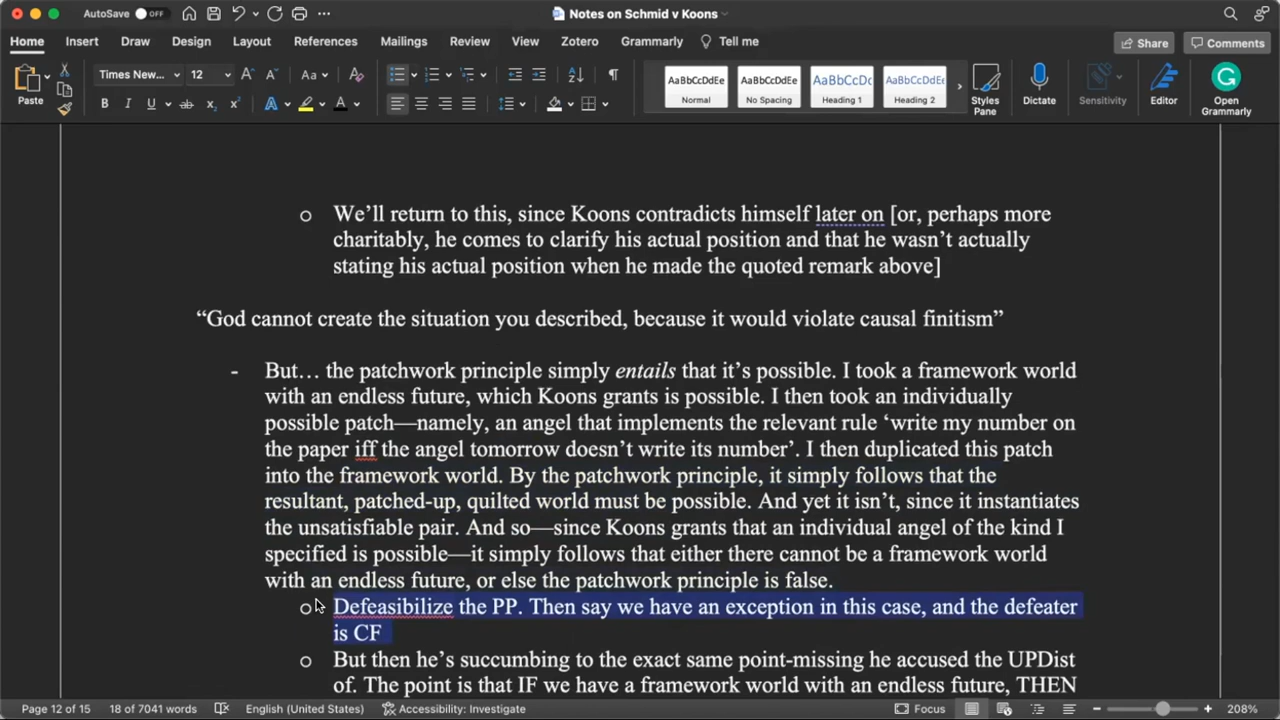 AutoSave OFF Notes on Schmid v Koons
Home Insert Draw Design Layout References Mailings Review View Zotero Grammarly Tell me Share Comments
Paste Times New... 12 Aa AaBbCcDdEe Normal AaBbCcDdEe No Spacing AaBbCcDc Heading 1 AaBbCcDdEe Heading 2 Styles Pane Dictate Sensitivity Editor Open Grammarly
o We'll return to this, since Koons contradicts himself later on [or, perhaps more
charitably, he comes to clarify his actual position and that he wasn't actually
stating his actual position when he made the quoted remark above]
“God cannot create the situation you described, because it would violate causal finitism”
- But… the patchwork principle simply entails that it's possible. I took a framework world
with an endless future, which Koons grants is possible. I then took an individually
possible patch—namely, an angel that implements the relevant rule ‘write my number on
the paper iff the angel tomorrow doesn't write its number'. I then duplicated this patch
into the framework world. By the patchwork principle, it simply follows that the
resultant, patched-up, quilted world must be possible. And yet it isn't, since it instantiates
the unsatisfiable pair. And so—since Koons grants that an individual angel of the kind I
specified is possible—it simply follows that either there cannot be a framework world
with an endless future, or else the patchwork principle is false.
o Defeasibilize the PP. Then say we have an exception in this case, and the defeater
is CF
o But then he's succumbing to the exact same point-missing he accused the UPDist
of. The point is that IF we have a framework world with an endless future, THEN
Page 12 of 15 18 of 7041 words English (United States) Accessibility: Investigate Focus 208%